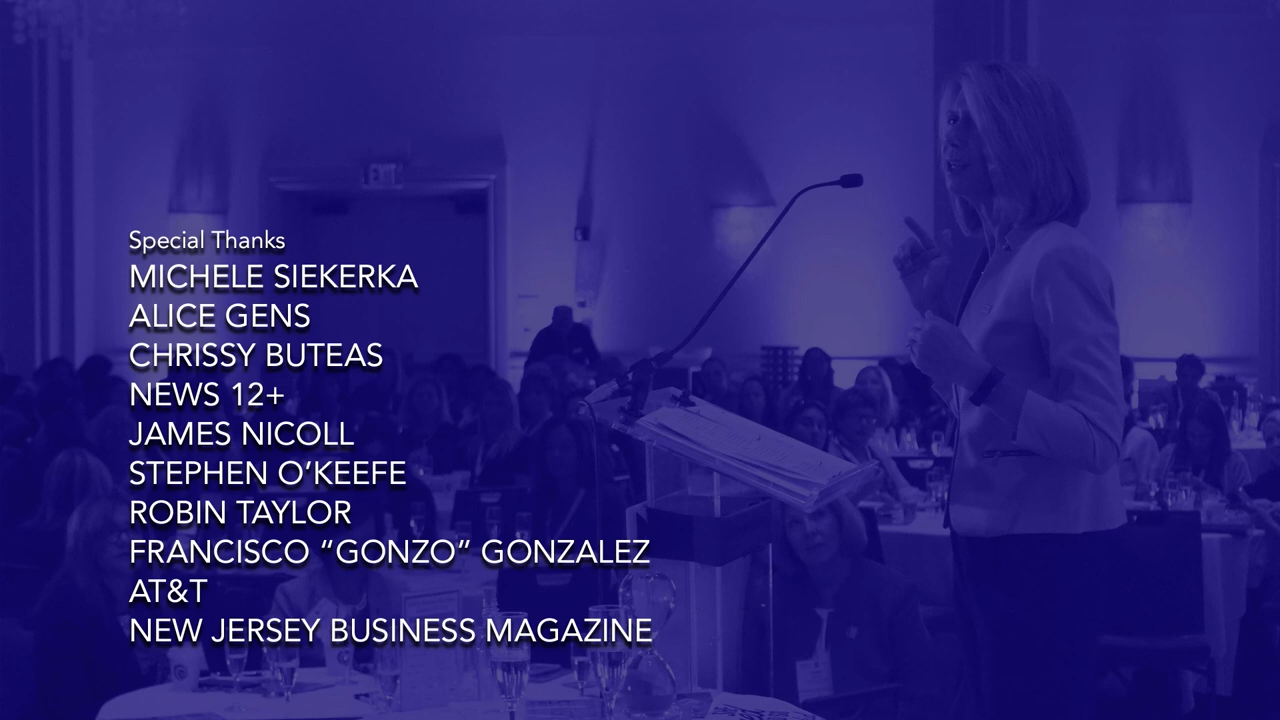 Special Thanks
MICHELE SIEKERKA
ALICE GENS
CHRISSY BUTEAS
NEWS 12+
JAMES NICOLL
STEPHEN O’KEEFE
ROBIN TAYLOR
FRANCISCO “GONZO” GONZALEZ
AT&T
NEW JERSEY BUSINESS MAGAZINE